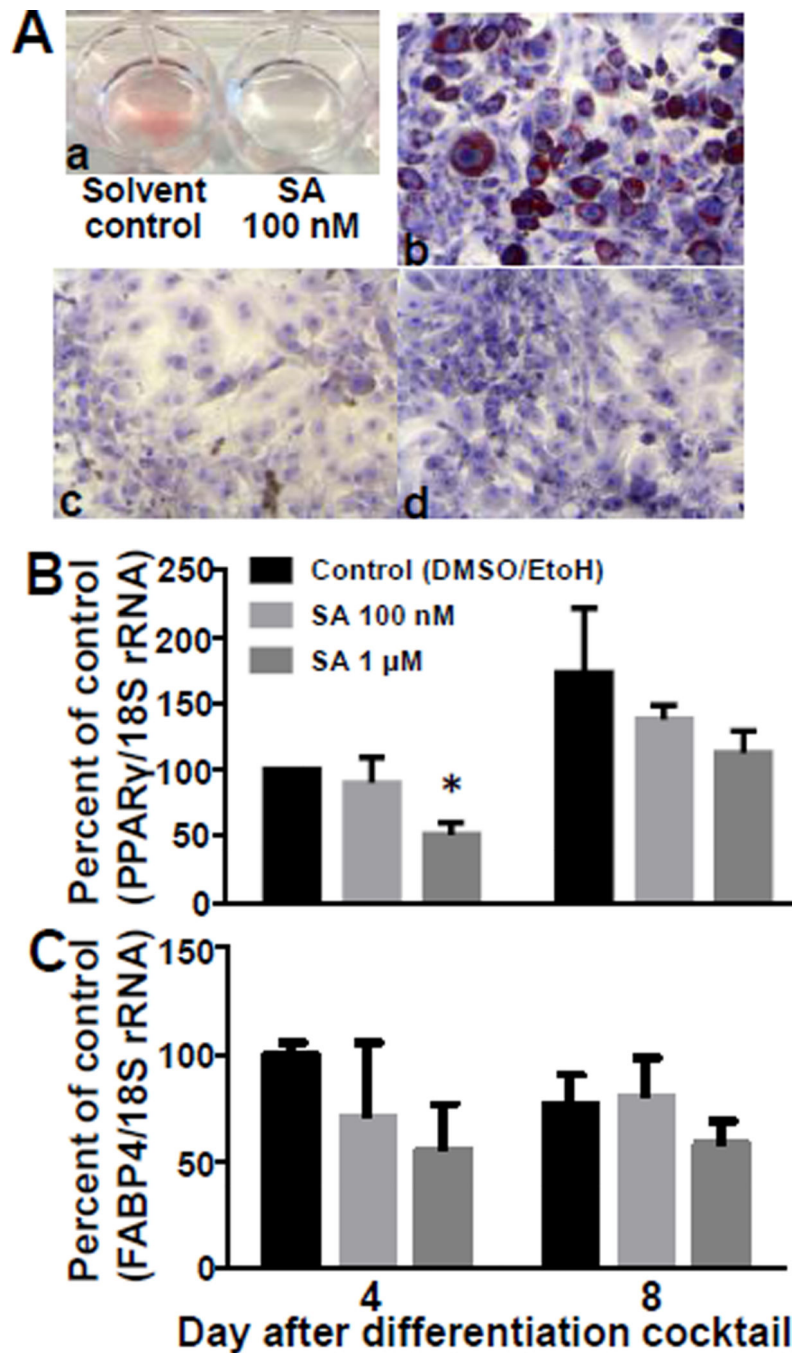 A
a
Solvent control
SA 100 nM
b
c
d
B
Percent of control
(PPARγ/18S rRNA)
250
200
150
100
50
0
Control (DMSO/EtoH)
SA 100 nM
SA 1 µM
*
C
Percent of control
(FABP4/18S rRNA)
150
100
50
0
4 8
Day after differentiation cocktail